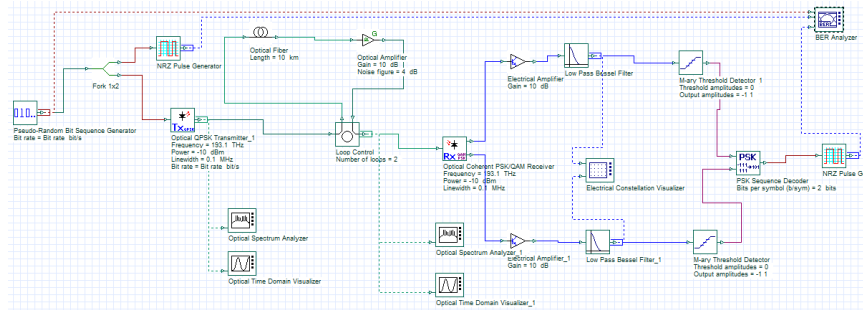 BER Analyzer
NRZ Pulse Generator
Optical Fiber
Length = 10 km
G
Optical Amplifier
Gain = 10 dB
Noise figure = 4 dB
Electrical Amplifier
Gain = 10 dB
Low Pass Bessel Filter
M-ary Threshold Detector_1
Threshold amplitudes = 0
Output amplitudes = -1 1
Fork 1x2
010..
Pseudo-Random Bit Sequence Generator
Bit rate = Bit rate bit/s
Tx
Optical QPSK Transmitter_1
Frequency = 193.1 THz
Power = -10 dBm
Linewidth = 0.1 MHz
Bit rate = Bit rate bit/s
Loop Control
Number of loops = 2
Rx
Optical Coherent PSK/QAM Receiver
Frequency = 193.1 THz
Power = -10 dBm
Linewidth = 0.1 MHz
Electrical Constellation Visualizer
PSK
PSK Sequence Decoder
Bits per symbol (b/sym) = 2 bits
NRZ Pulse G
Optical Spectrum Analyzer
Optical Time Domain Visualizer
Optical Spectrum Analyzer_1
Electrical Amplifier_1
Gain = 10 dB
Low Pass Bessel Filter_1
M-ary Threshold Detector
Threshold amplitudes = 0
Output amplitudes = -1 1
Optical Time Domain Visualizer_1